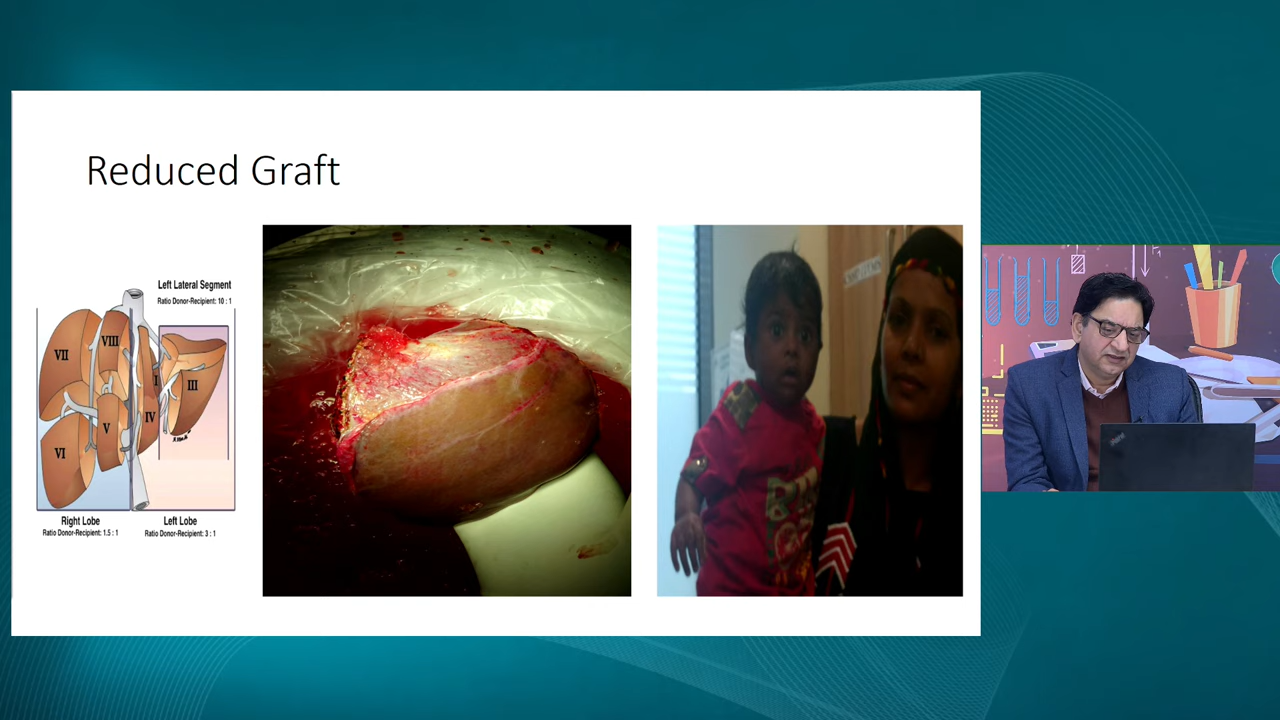 Reduced Graft
Left Lateral Segment
Ratio Donor-Recipient: 10 : 1
VII
VIII
I
III
IV
V
VI
Right Lobe
Ratio Donor-Recipient: 1.5 : 1
Left Lobe
Ratio Donor-Recipient: 3 : 1